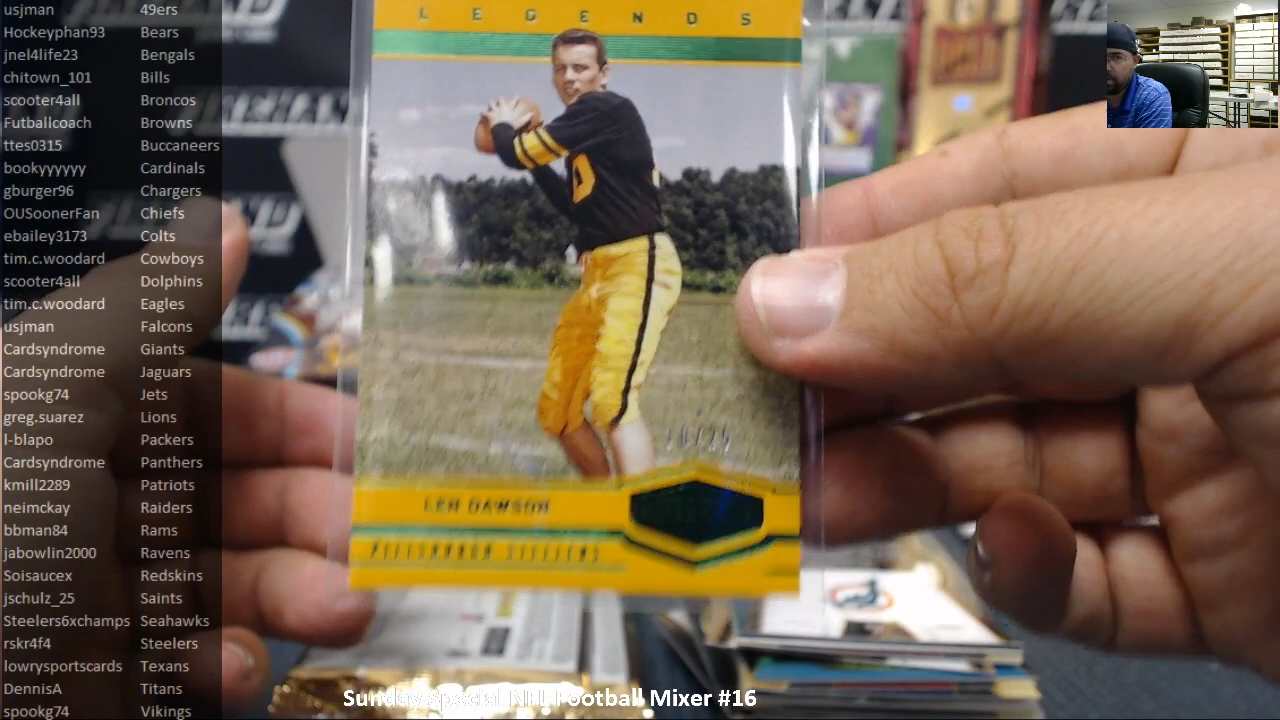 usjman 49ers
Hockeyphan93 Bears
jnel4life23 Bengals
chitown_101 Bills
scooter4all Broncos
Futballcoach Browns
ttes0315 Buccaneers
bookyyyyyy Cardinals
gburger96 Chargers
OUSoonerFan Chiefs
ebailey3173 Colts
tim.c.woodard Cowboys
scooter4all Dolphins
tim.c.woodard Eagles
usjman Falcons
Cardsyndrome Giants
Cardsyndrome Jaguars
spookg74 Jets
greg.suarez Lions
l-blapo Packers
Cardsyndrome Panthers
kmill2289 Patriots
neimckay Raiders
bbman84 Rams
jabowlin2000 Ravens
Soisaucex Redskins
jschulz_25 Saints
Steelers6xchamps Seahawks
rskr4f4 Steelers
lowrysportscards Texans
DennisA Titans
spookg74 Vikings
LEGENDS
LEN DAWSON
PITTSBURGH STEELERS
Sunday Special NFL Football Mixer #16